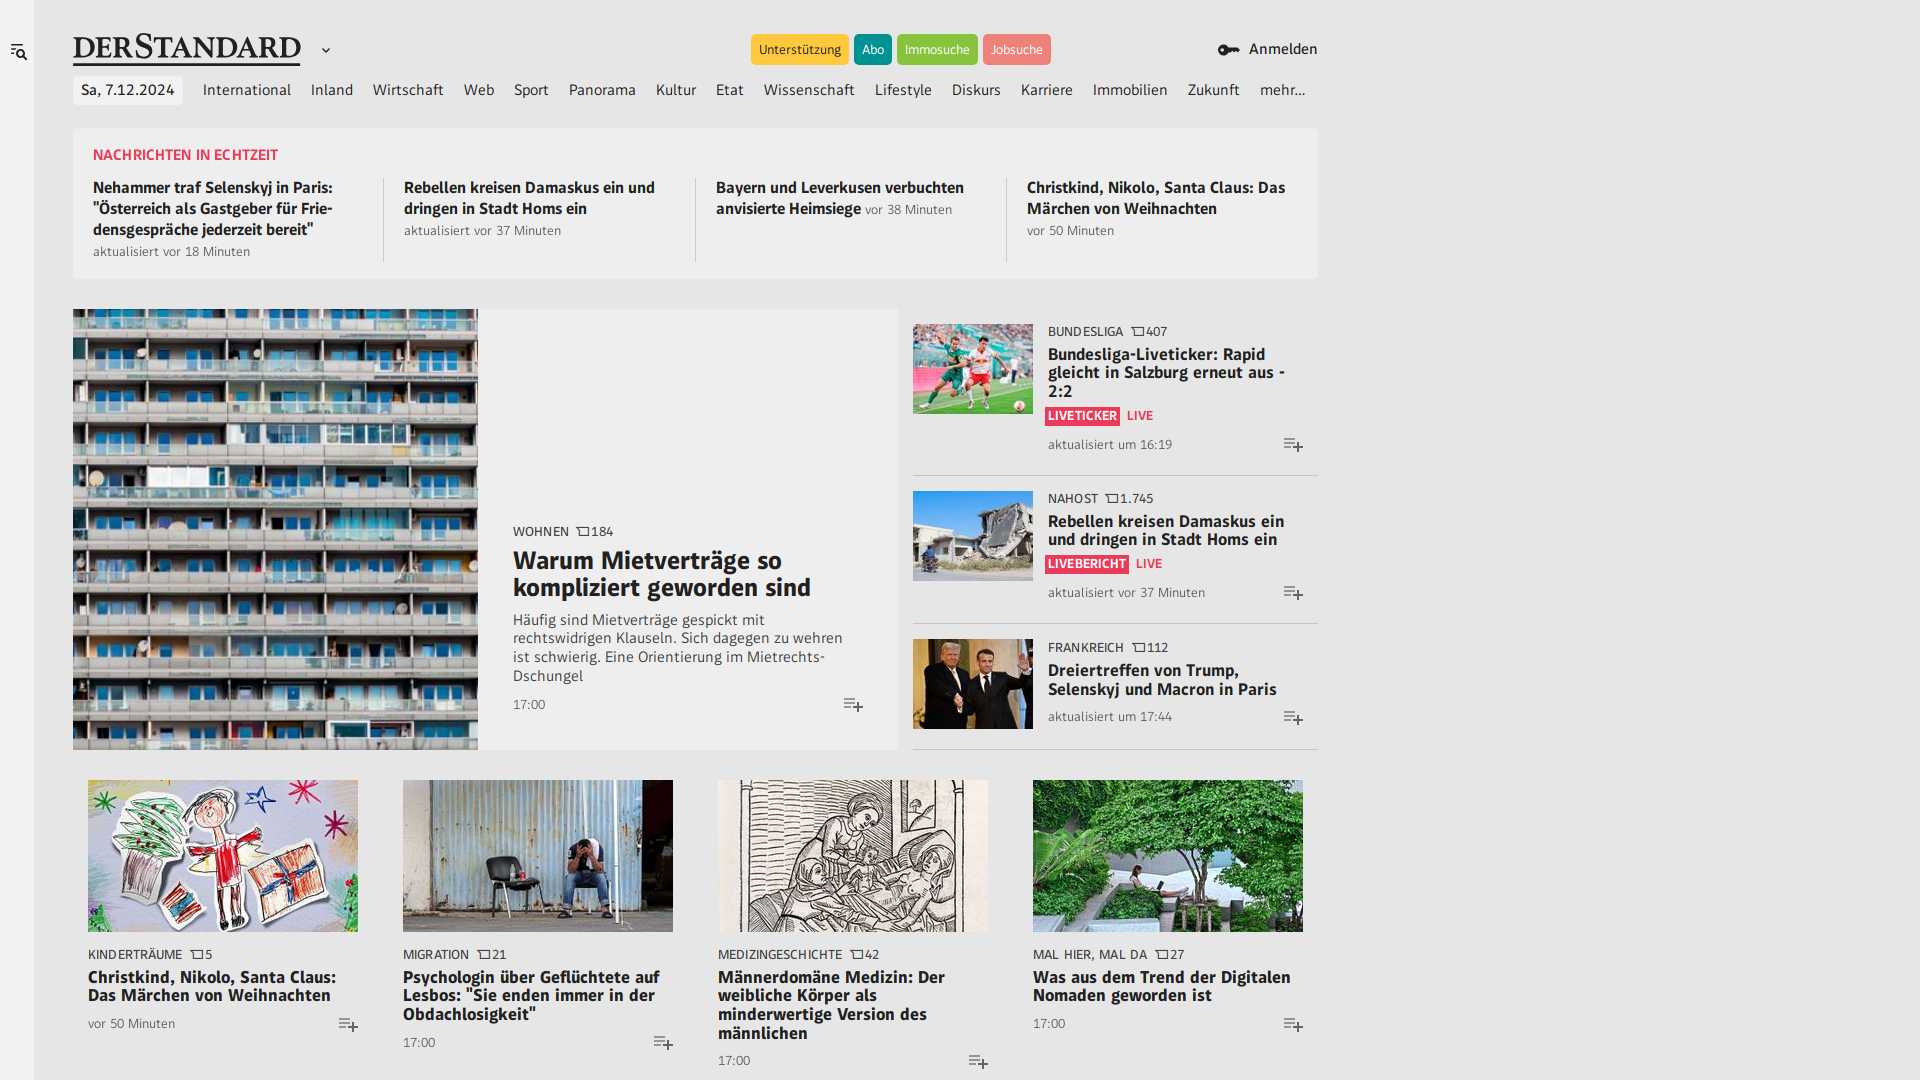 DERSTANDARD
Unterstützung
Abo
Immosuche
Jobsuche
Anmelden
Sa, 7.12.2024
International
Inland
Wirtschaft
Web
Sport
Panorama
Kultur
Etat
Wissenschaft
Lifestyle
Diskurs
Karriere
Immobilien
Zukunft
mehr...
NACHRICHTEN IN ECHTZEIT
Nehammer traf Selenskyj in Paris:
"Österreich als Gastgeber für Frie-
densgespräche jederzeit bereit"
aktualisiert vor 18 Minuten
Rebellen kreisen Damaskus ein und
dringen in Stadt Homs ein
aktualisiert vor 37 Minuten
Bayern und Leverkusen verbuchten
anvisierte Heimsiege vor 38 Minuten
Christkind, Nikolo, Santa Claus: Das
Märchen von Weihnachten
vor 50 Minuten
WOHNEN 184
Warum Mietverträge so
kompliziert geworden sind
Häufig sind Mietverträge gespickt mit
rechtswidrigen Klauseln. Sich dagegen zu wehren
ist schwierig. Eine Orientierung im Mietrechts-
Dschungel
17:00
BUNDESLIGA 407
Bundesliga-Liveticker: Rapid
gleicht in Salzburg erneut aus -
2:2
LIVETICKER LIVE
aktualisiert um 16:19
NAHOST 1.745
Rebellen kreisen Damaskus ein
und dringen in Stadt Homs ein
LIVEBERICHT LIVE
aktualisiert vor 37 Minuten
FRANKREICH 112
Dreiertreffen von Trump,
Selenskyj und Macron in Paris
aktualisiert um 17:44
KINDERTRÄUME 5
Christkind, Nikolo, Santa Claus:
Das Märchen von Weihnachten
vor 50 Minuten
MIGRATION 21
Psychologin über Geflüchtete auf
Lesbos: "Sie enden immer in der
Obdachlosigkeit"
17:00
MEDIZINGESCHICHTE 42
Männerdomäne Medizin: Der
weibliche Körper als
minderwertige Version des
männlichen
17:00
MAL HIER, MAL DA 27
Was aus dem Trend der Digitalen
Nomaden geworden ist
17:00